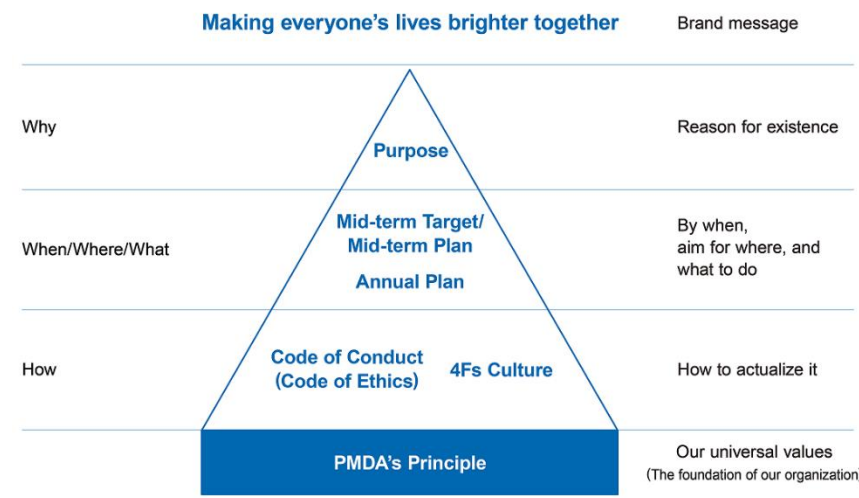 Making everyone's lives brighter together
Brand message
Why
Purpose
Reason for existence
When/Where/What
Mid-term Target/
Mid-term Plan
Annual Plan
By when,
aim for where, and
what to do
How
Code of Conduct
(Code of Ethics)
4Fs Culture
How to actualize it
PMDA's Principle
Our universal values
(The foundation of our organization)